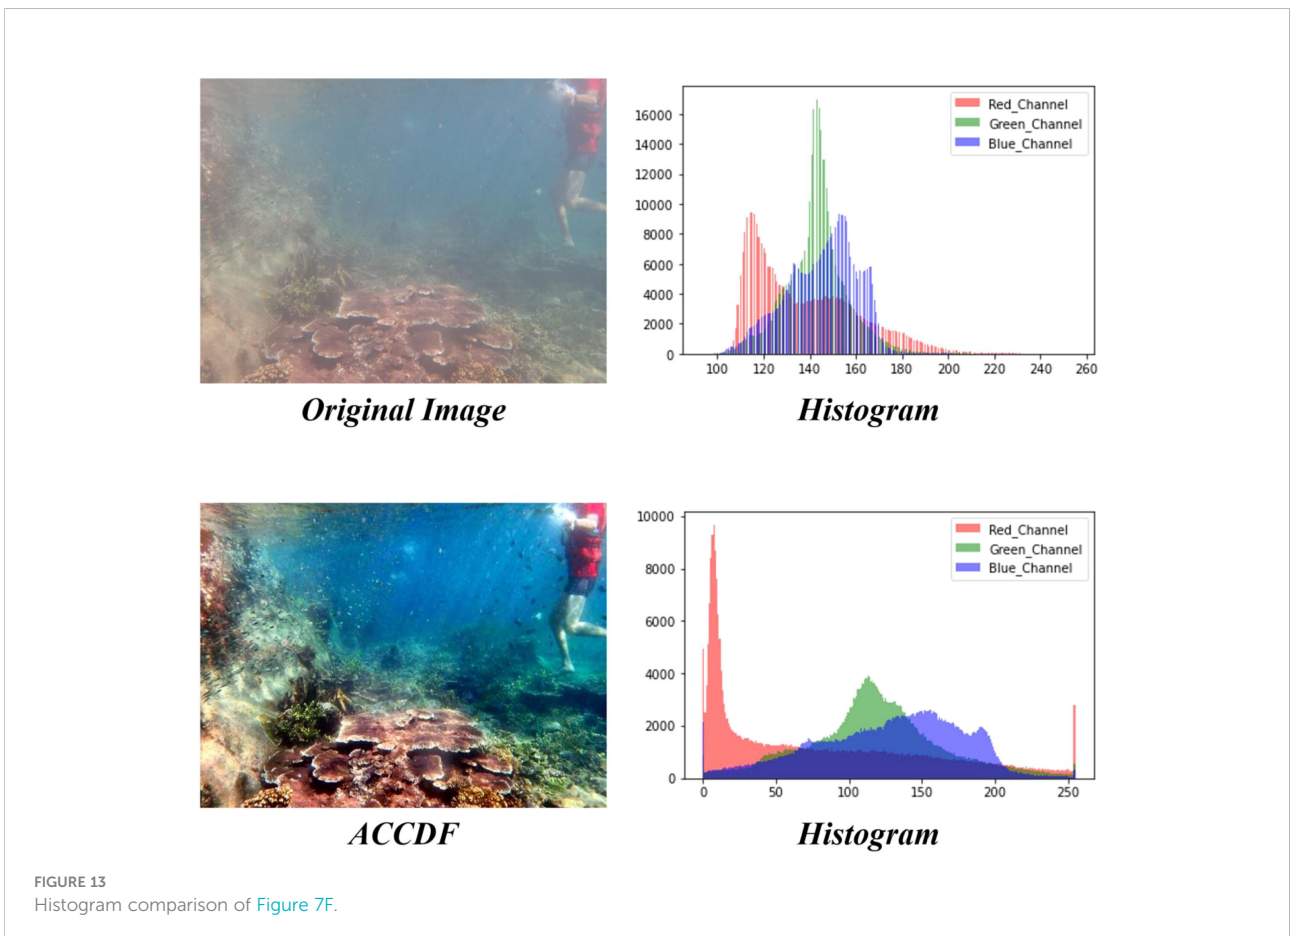 16000
14000
12000
10000
8000
6000
4000
2000
0
100 120 140 160 180 200 220 240 260
Red_Channel
Green_Channel
Blue_Channel
Original Image
Histogram
10000
8000
6000
4000
2000
0
0 50 100 150 200 250
Red_Channel
Green_Channel
Blue_Channel
ACCDF
Histogram
FIGURE 13
Histogram comparison of Figure 7F.